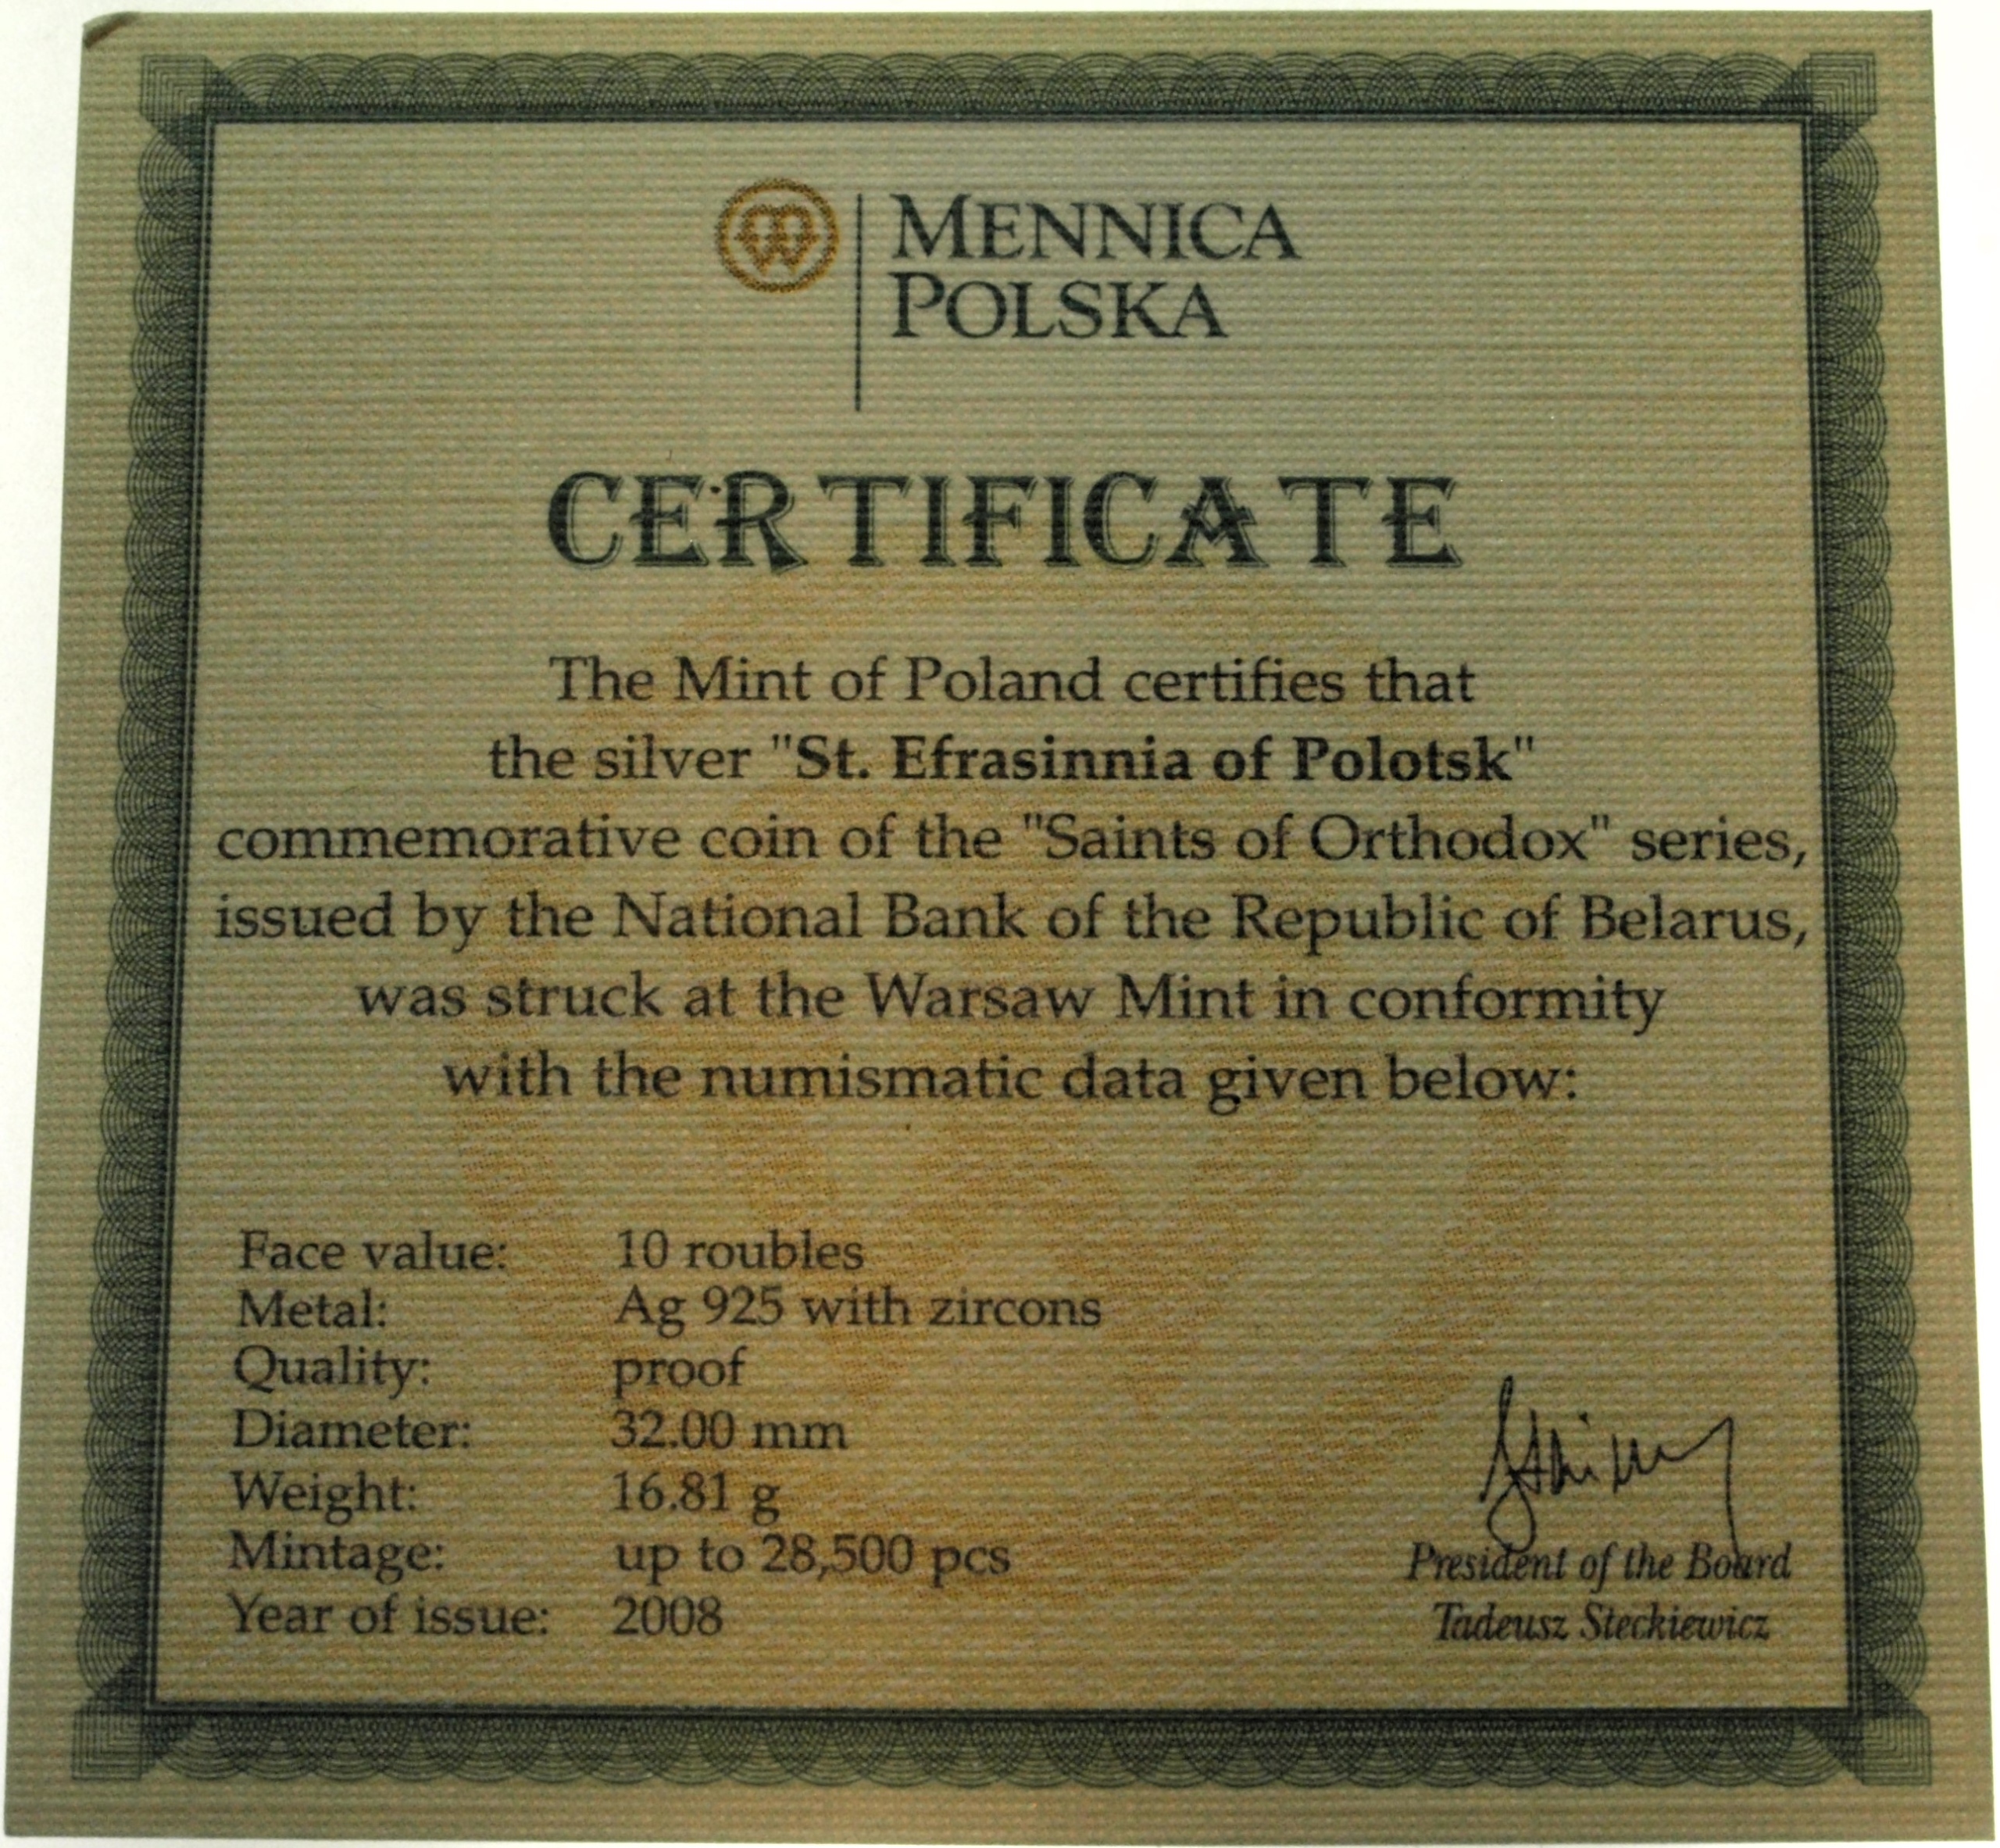 MENNICA
POLSKA
CERTIFICATE
The Mint of Poland certifies that
the silver "St. Efrasinnia of Polotsk"
commemorative coin of the "Saints of Orthodox" series,
issued by the National Bank of the Republic of Belarus,
was struck at the Warsaw Mint in conformity
with the numismatic data given below:
Face value: 10 roubles
Metal: Ag 925 with zircons
Quality: proof
Diameter: 32.00 mm
Weight: 16.81 g
Mintage: up to 28,500 pcs
Year of issue: 2008
President of the Board
Tadeusz Steckiewicz